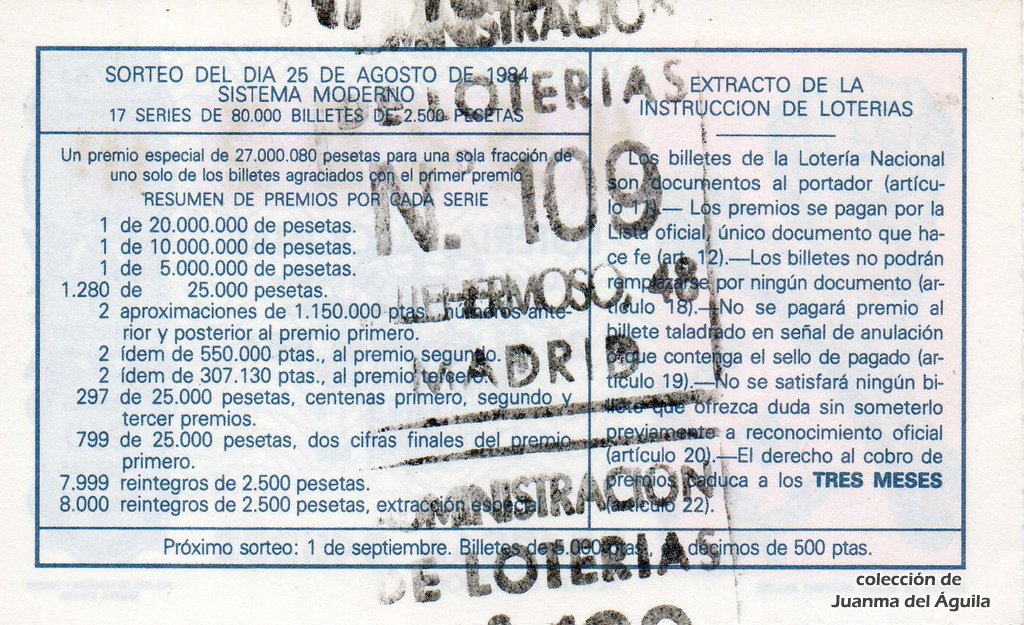 ADMINISTRACION
DE LOTERIAS
N.º 109
MADRID
ADMINISTRACION
DE LOTERIAS
SORTEO DEL DIA 25 DE AGOSTO DE 1984
SISTEMA MODERNO
17 SERIES DE 80.000 BILLETES DE 2.500 PESETAS
Un premio especial de 27.000.080 pesetas para una sola fracción de
uno solo de los billetes agraciados con el primer premio
RESUMEN DE PREMIOS POR CADA SERIE
1 de 20.000.000 de pesetas.
1 de 10.000.000 de pesetas.
1 de 5.000.000 de pesetas.
1.280 de 25.000 pesetas.
2 aproximaciones de 1.150.000 ptas., números ante-
rior y posterior al premio primero.
2 ídem de 550.000 ptas., al premio segundo.
2 ídem de 307.130 ptas., al premio tercero.
297 de 25.000 pesetas, centenas primero, segundo y
tercer premios.
799 de 25.000 pesetas, dos cifras finales del premio
primero.
7.999 reintegros de 2.500 pesetas.
8.000 reintegros de 2.500 pesetas, extracción especial.
EXTRACTO DE LA
INSTRUCCION DE LOTERIAS
Los billetes de la Lotería Nacional
son documentos al portador (artícu-
lo 11).— Los premios se pagan por la
Lista oficial, único documento que ha-
ce fe (art. 12).—Los billetes no podrán
remplazarse por ningún documento (ar-
tículo 18).—No se pagará premio al
billete taladrado en señal de anulación
o que contenga el sello de pagado (ar-
tículo 19).—No se satisfará ningún bi-
llete que ofrezca duda sin someterlo
previamente a reconocimiento oficial
(artículo 20).—El derecho al cobro de
premios caduca a los TRES MESES
(artículo 22).
Próximo sorteo: 1 de septiembre. Billetes de 5.000 ptas., en décimos de 500 ptas.
colección de
Juanma del Águila